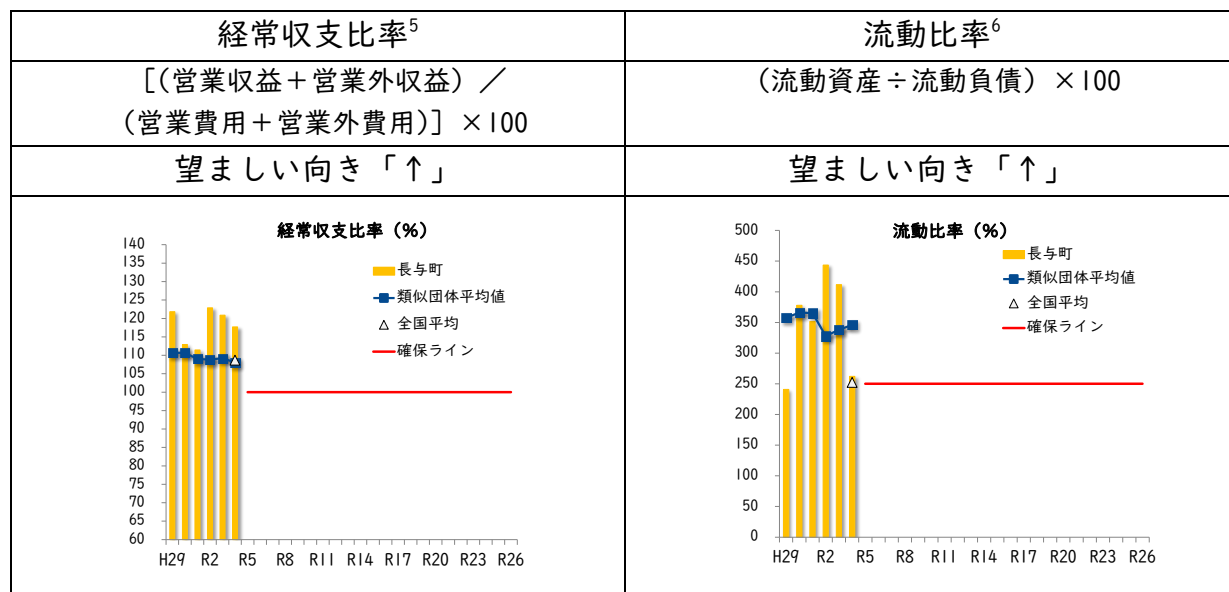 経常収支比率5
流動比率6
[(営業収益+営業外収益)/
(営業費用+営業外費用)]×100
(流動資産÷流動負債)×100
望ましい向き「↑」
望ましい向き「↑」
経常収支比率(%)
140
135
130
125
120
115
110
105
100
95
90
85
80
75
70
65
60
長与町
類似団体平均値
全国平均
確保ライン
H29 R2 R5 R8 R11 R14 R17 R20 R23 R26
流動比率(%)
500
450
400
350
300
250
200
150
100
50
0
長与町
類似団体平均値
全国平均
確保ライン
H29 R2 R5 R8 R11 R14 R17 R20 R23 R26